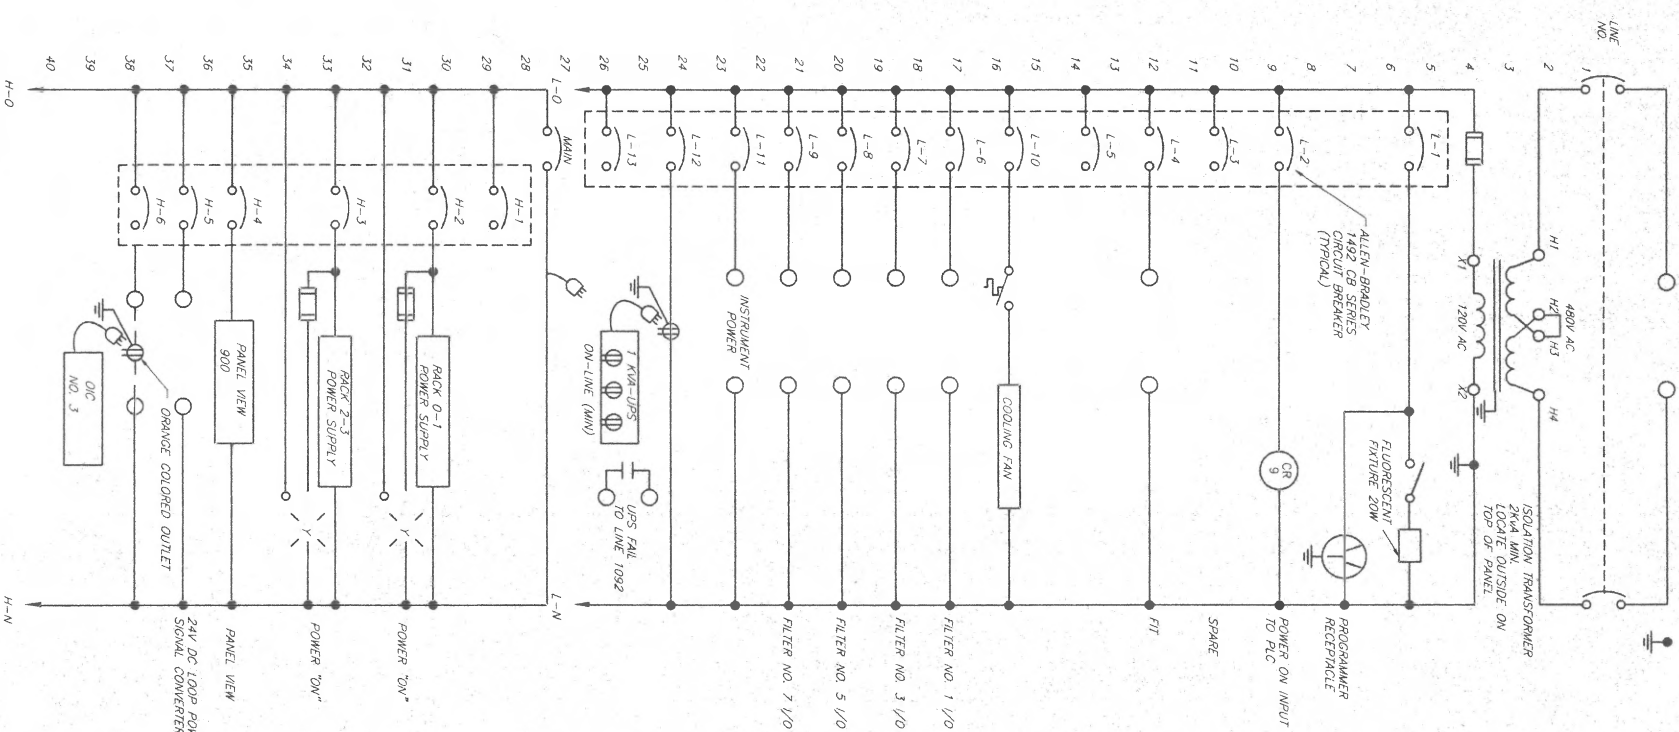 LINE
NO.
1
2
3
4
5
6
7
8
9
10
11
12
13
14
15
16
17
18
19
20
21
22
23
24
25
26
27
28
29
30
31
32
33
34
35
36
37
38
39
40
H1
H2
H3
H4
480V AC
X1
120V AC
X2
ISOLATION TRANSFORMER
2KvA MIN.
LOCATE OUTSIDE ON
TOP OF PANEL
L-1
FLUORESCENT
FIXTURE 20W
PROGRAMMER
RECEPTACLE
ALLEN-BRADLEY
1492 CB SERIES
CIRCUIT BREAKER
(TYPICAL)
L-2
CR
9
POWER ON INPUT
TO PLC
L-3
SPARE
L-4
FIT
L-5
L-10
COOLING FAN
L-6
FILTER NO. 1 I/O
L-7
FILTER NO. 3 I/O
L-8
FILTER NO. 5 I/O
L-9
FILTER NO. 7 I/O
L-11
INSTRUMENT
POWER
L-12
1 KVA-UPS
ON-LINE (MIN)
L-13
UPS FAIL
TO LINE 1092
L-O
L-N
MAIN
H-1
H-2
RACK 0-1
POWER SUPPLY
POWER "ON"
H-3
RACK 2-3
POWER SUPPLY
POWER "ON"
H-4
PANEL VIEW
900
PANEL VIEW
H-5
24V DC LOOP POW
SIGNAL CONVERTER
H-6
ORANGE COLORED OUTLET
OIC
NO. 3
H-O
H-N